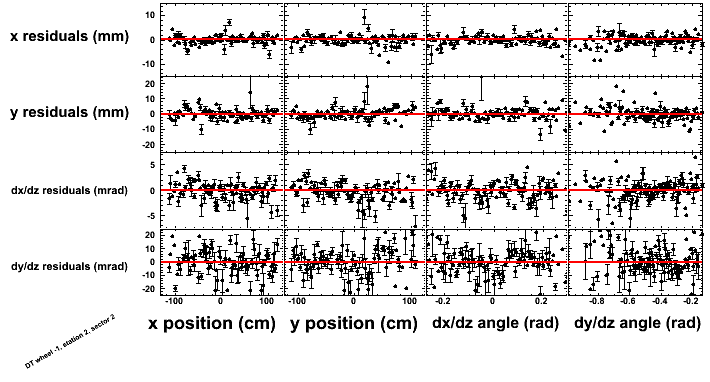 x residuals (mm)
10
5
0
-5
y residuals (mm)
20
10
0
-10
-20
dx/dz residuals (mrad)
5
0
-5
dy/dz residuals (mrad)
20
10
0
-10
-20
-100 0 100 -100 0 100 -0.2 0 0.2 -0.8 -0.6 -0.4 -0.2
x position (cm) y position (cm) dx/dz angle (rad) dy/dz angle (rad)
DT wheel -1, station 2, sector 2